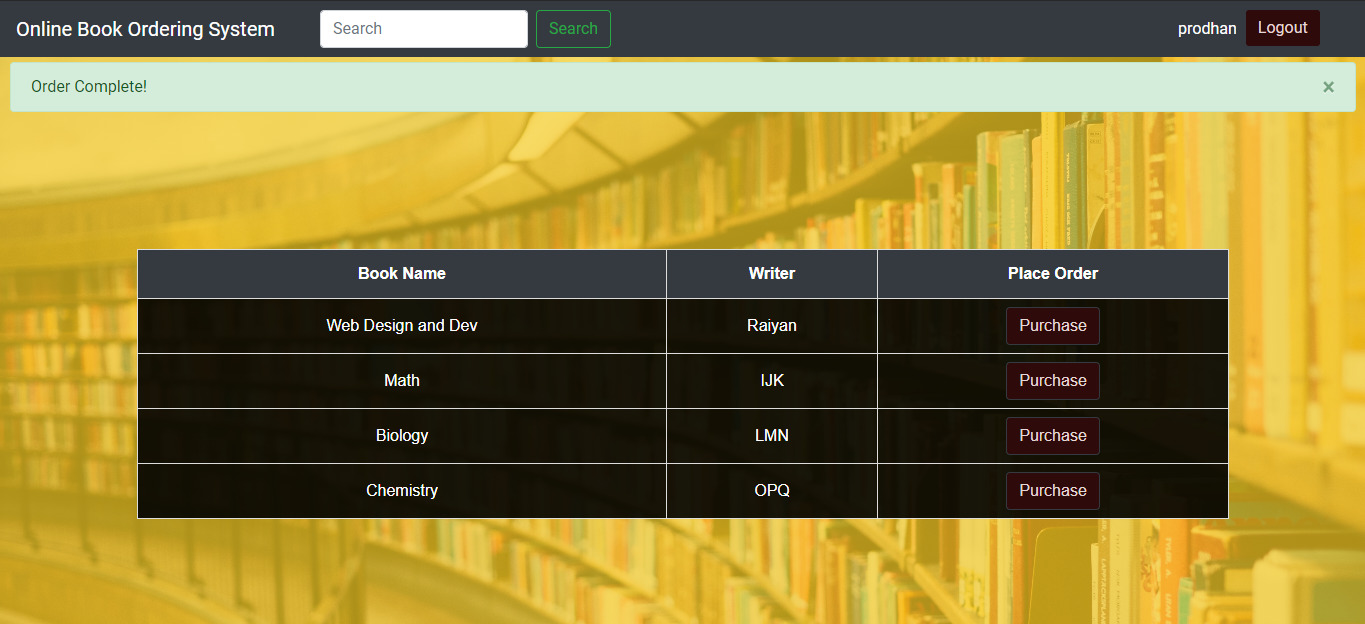 Online Book Ordering System Search Search prodhan Logout
Order Complete! ×
Book Name Writer Place Order
Web Design and Dev Raiyan Purchase
Math IJK Purchase
Biology LMN Purchase
Chemistry OPQ Purchase